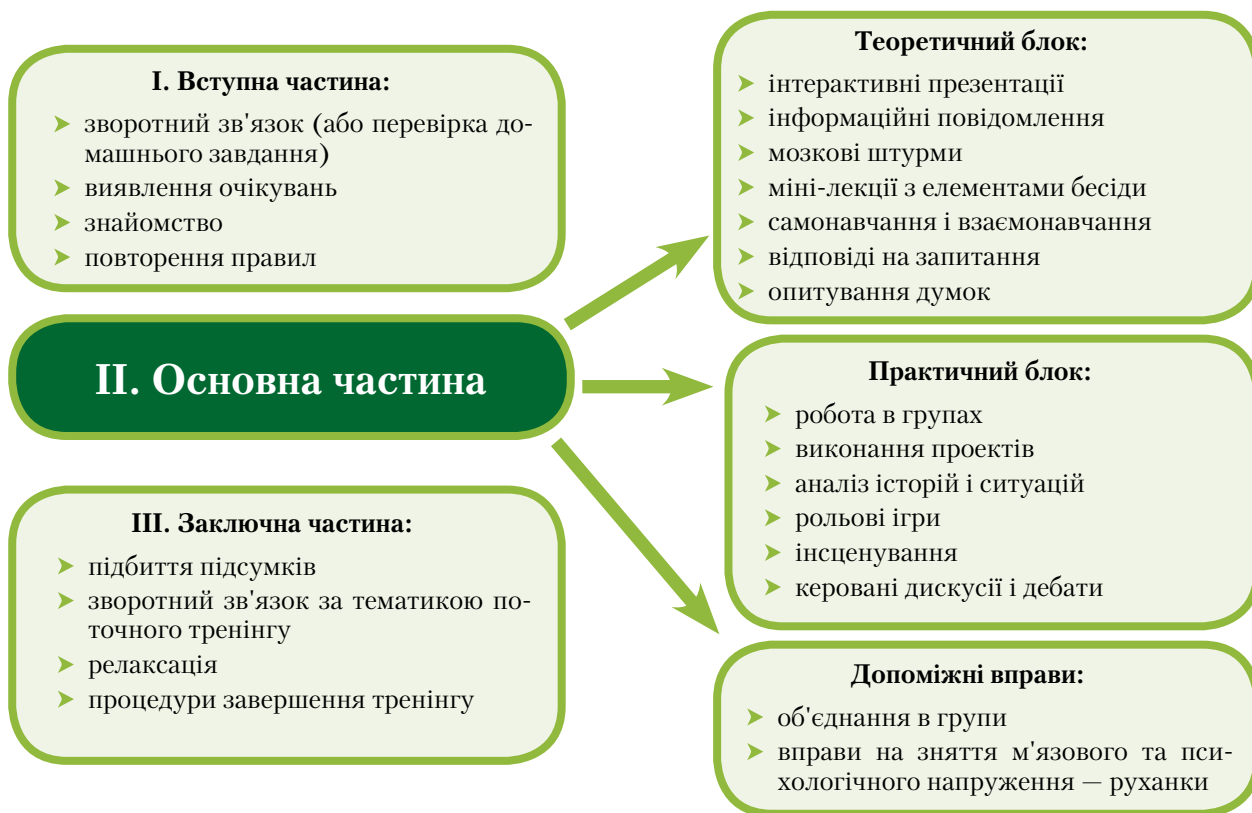 I. Вступна частина:
➤ зворотний зв'язок (або перевірка до-
машнього завдання)
➤ виявлення очікувань
➤ знайомство
➤ повторення правил
II. Основна частина
III. Заключна частина:
➤ підбиття підсумків
➤ зворотний зв'язок за тематикою по-
точного тренінгу
➤ релаксація
➤ процедури завершення тренінгу
Теоретичний блок:
➤ інтерактивні презентації
➤ інформаційні повідомлення
➤ мозкові штурми
➤ міні-лекції з елементами бесіди
➤ самонавчання і взаємонавчання
➤ відповіді на запитання
➤ опитування думок
Практичний блок:
➤ робота в групах
➤ виконання проектів
➤ аналіз історій і ситуацій
➤ рольові ігри
➤ інсценування
➤ керовані дискусії і дебати
Допоміжні вправи:
➤ об'єднання в групи
➤ вправи на зняття м'язового та пси-
хологічного напруження — руханки